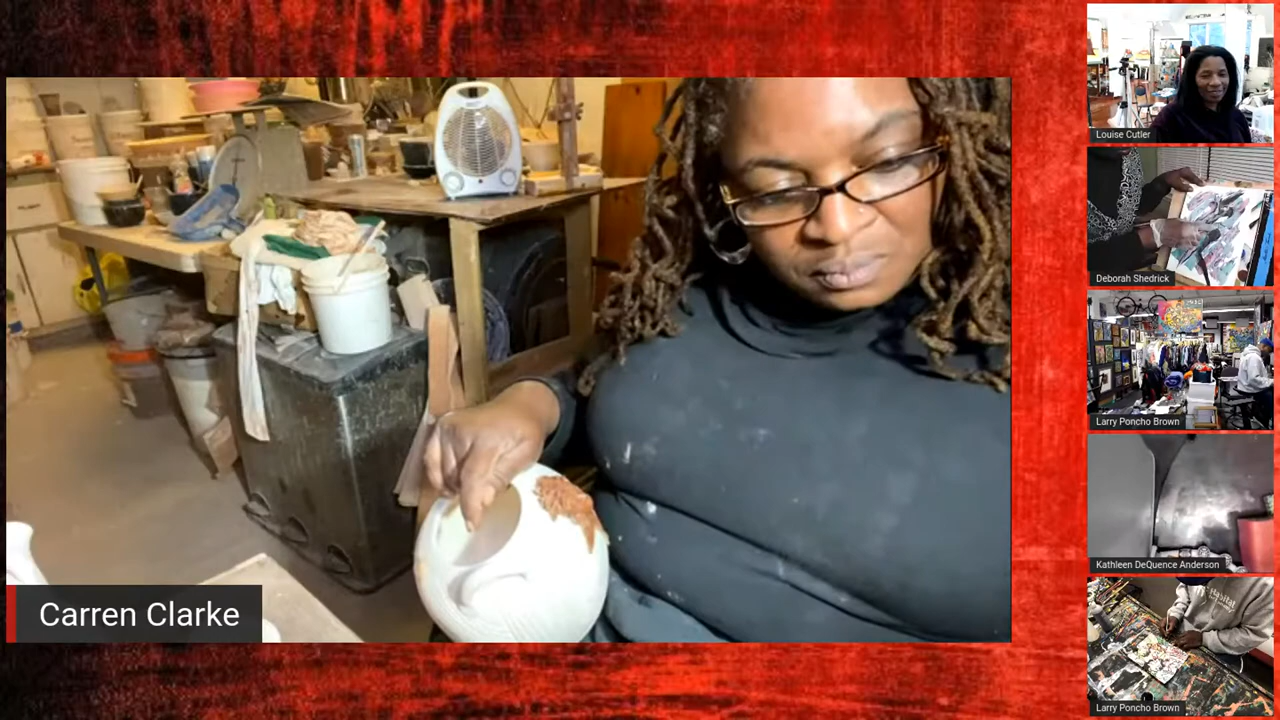 Carren Clarke
Louise Cutler
Deborah Shedrick
Larry Poncho Brown
Kathleen DeQuence Anderson
Larry Poncho Brown